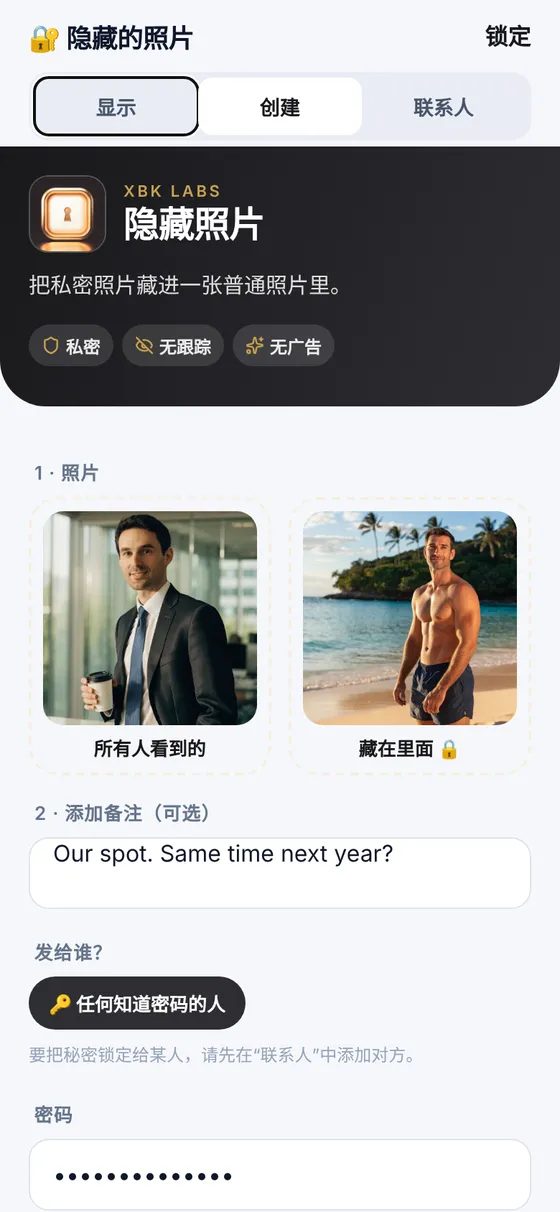 🔐 隐藏的照片
锁定
显示
创建
联系人
XBK LABS
隐藏照片
把私密照片藏进一张普通照片里。
私密
无跟踪
无广告
1 · 照片
所有人看到的
藏在里面 🔒
2 · 添加备注（可选）
Our spot. Same time next year?
发给谁？
🔑 任何知道密码的人
要把秘密锁定给某人，请先在“联系人”中添加对方。
密码
••••••••••••••